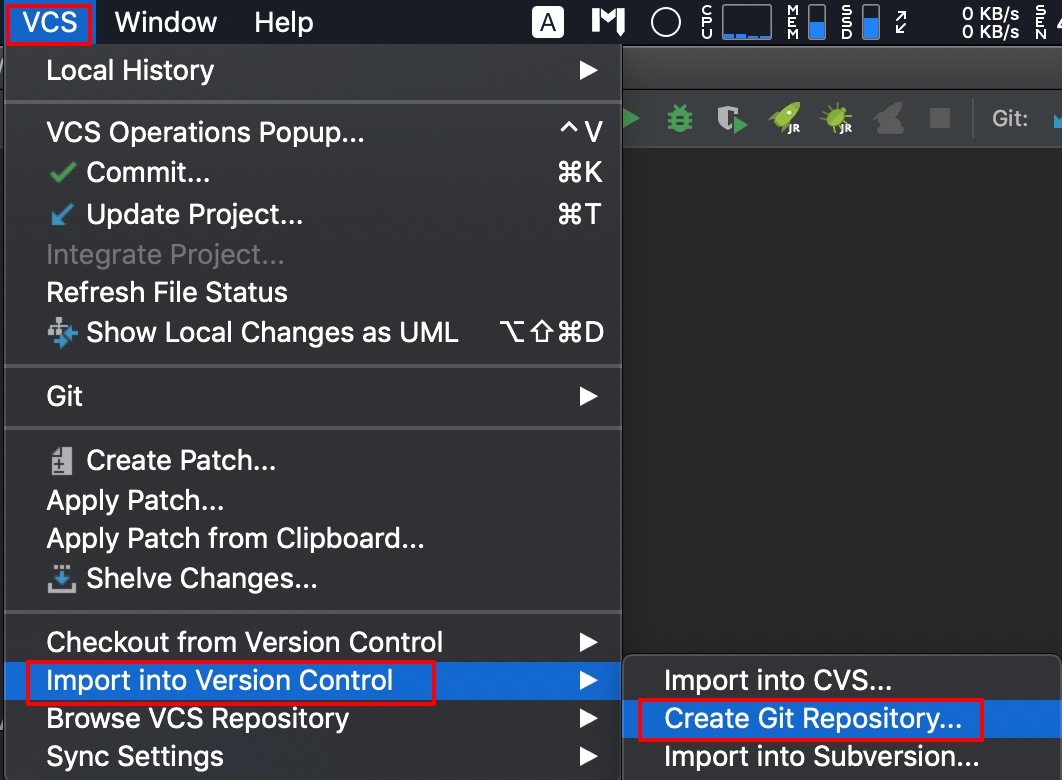 VCS Window Help A CPU MEM SSD 0 KB/s SEN
0 KB/s
Local History
VCS Operations Popup... ^V
Commit... ⌘K
Update Project... ⌘T
Integrate Project...
Refresh File Status
Show Local Changes as UML ⌥⇧⌘D
Git
Create Patch...
Apply Patch...
Apply Patch from Clipboard...
Shelve Changes...
Checkout from Version Control
Import into Version Control
Browse VCS Repository
Sync Settings
JR JR Git:
Import into CVS...
Create Git Repository...
Import into Subversion...